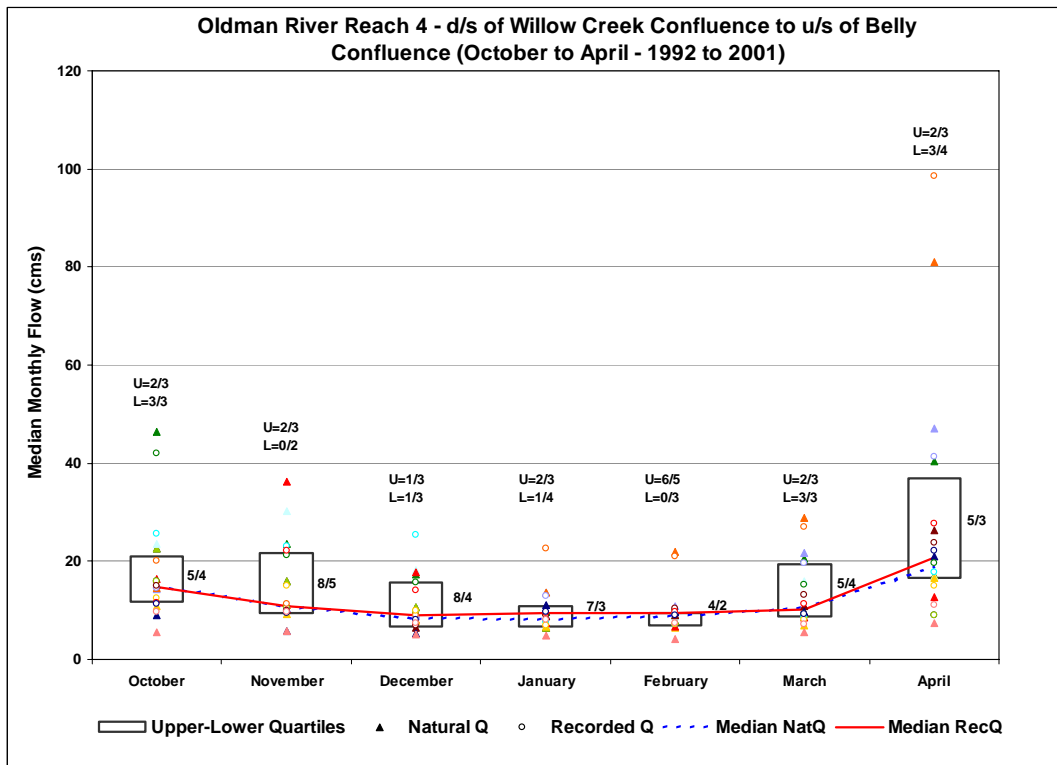 Oldman River Reach 4 - d/s of Willow Creek Confluence to u/s of Belly
Confluence (October to April - 1992 to 2001)
Median Monthly Flow (cms)
120
100
80
60
40
20
0
U=2/3
L=3/3
5/4
U=2/3
L=0/2
8/5
U=1/3
L=1/3
8/4
U=2/3
L=1/4
7/3
U=6/5
L=0/3
4/2
U=2/3
L=3/3
5/4
U=2/3
L=3/4
5/3
October November December January February March April
Upper-Lower Quartiles Natural Q Recorded Q Median NatQ Median RecQ